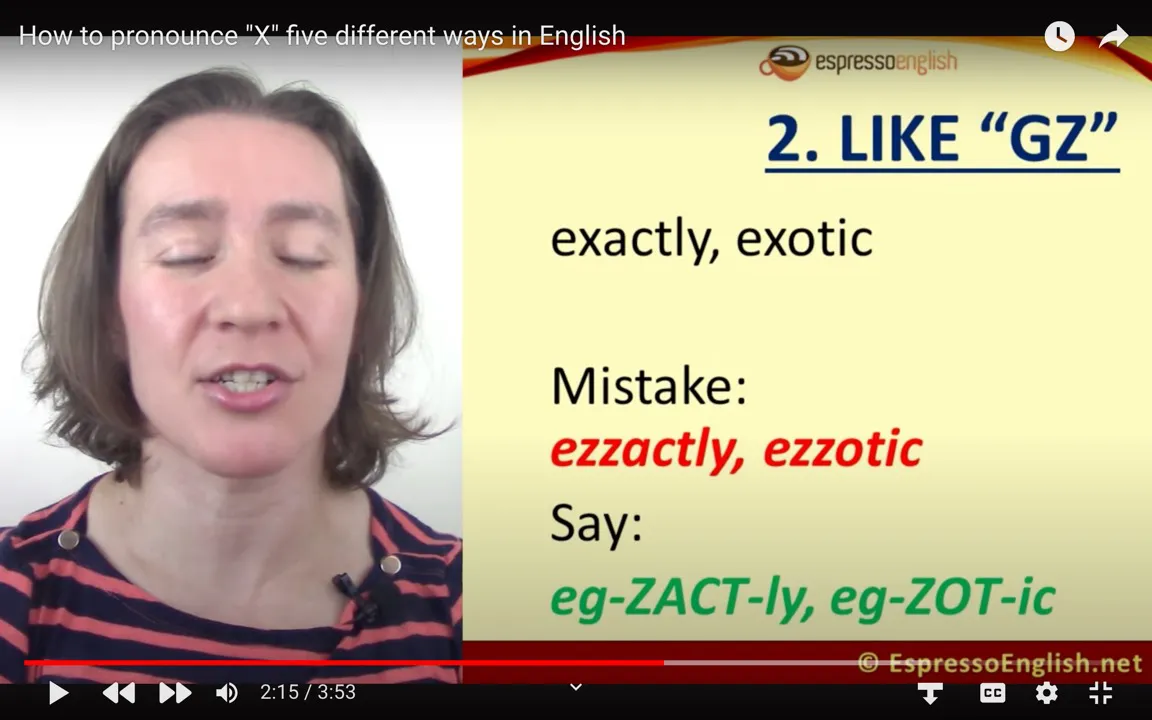 How to pronounce "X" five different ways in English
espressoenglish
2. LIKE “GZ”
exactly, exotic
Mistake:
ezzactly, ezzotic
Say:
eg-ZACT-ly, eg-ZOT-ic
© EspressoEnglish.net
2:15 / 3:53
CC